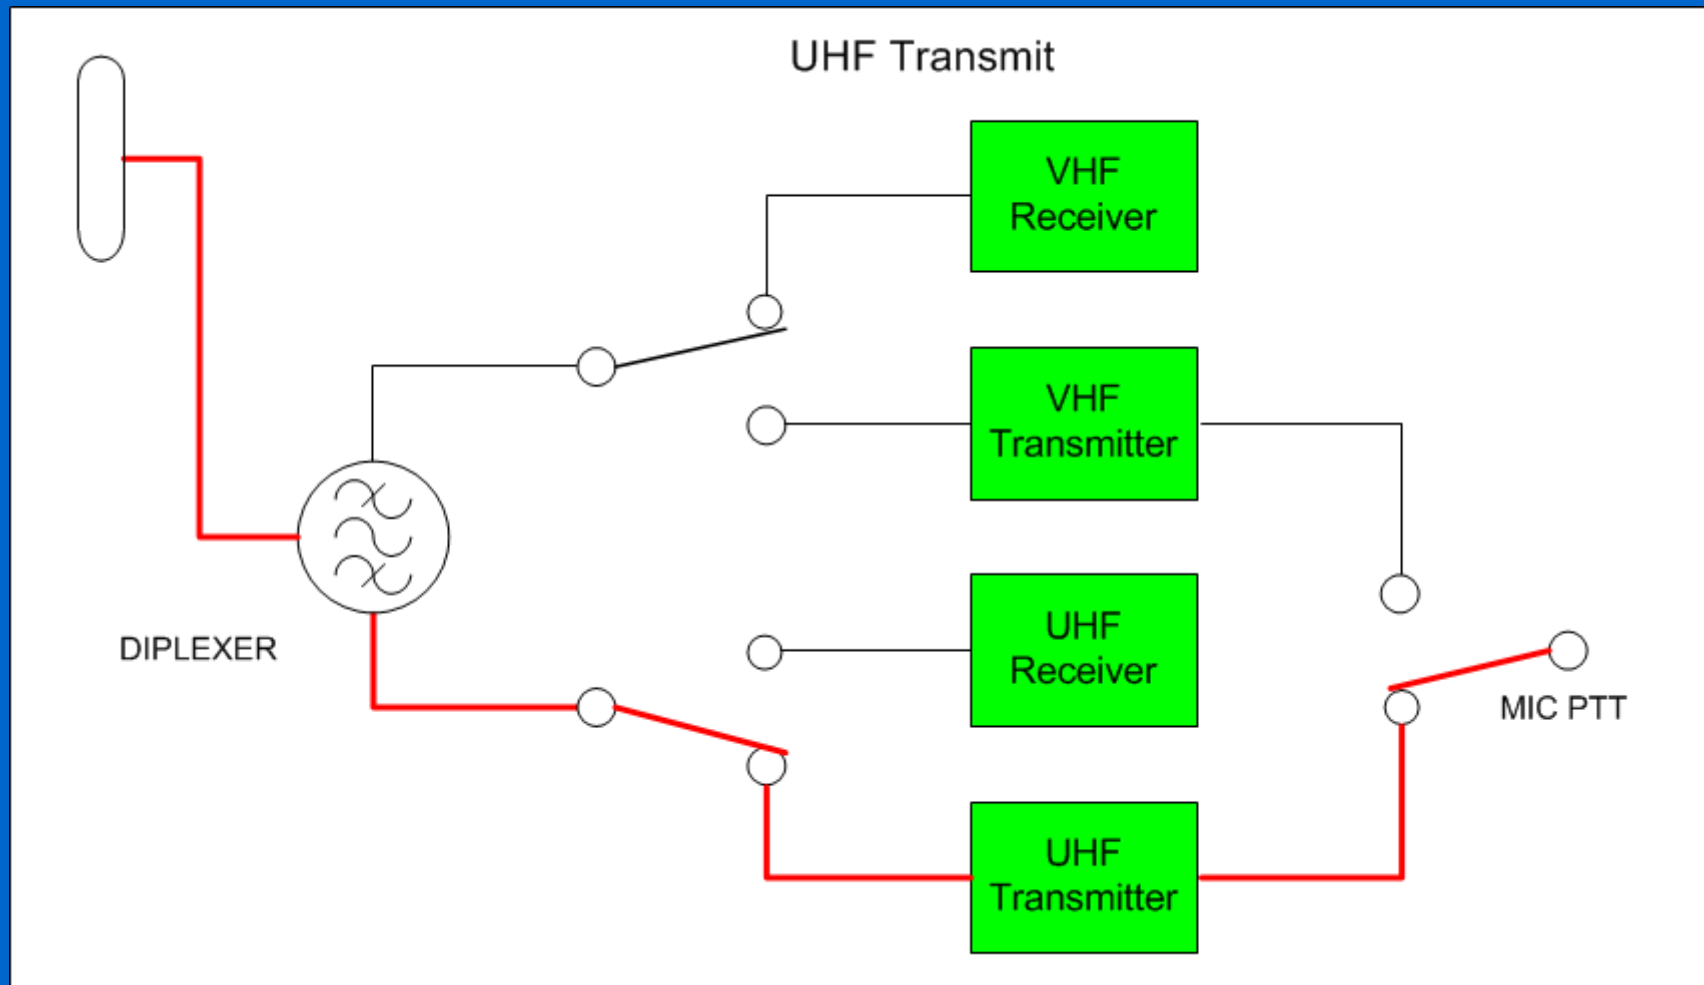 UHF Transmit
VHF
Receiver
VHF
Transmitter
DIPLEXER
UHF
Receiver
MIC PTT
UHF
Transmitter